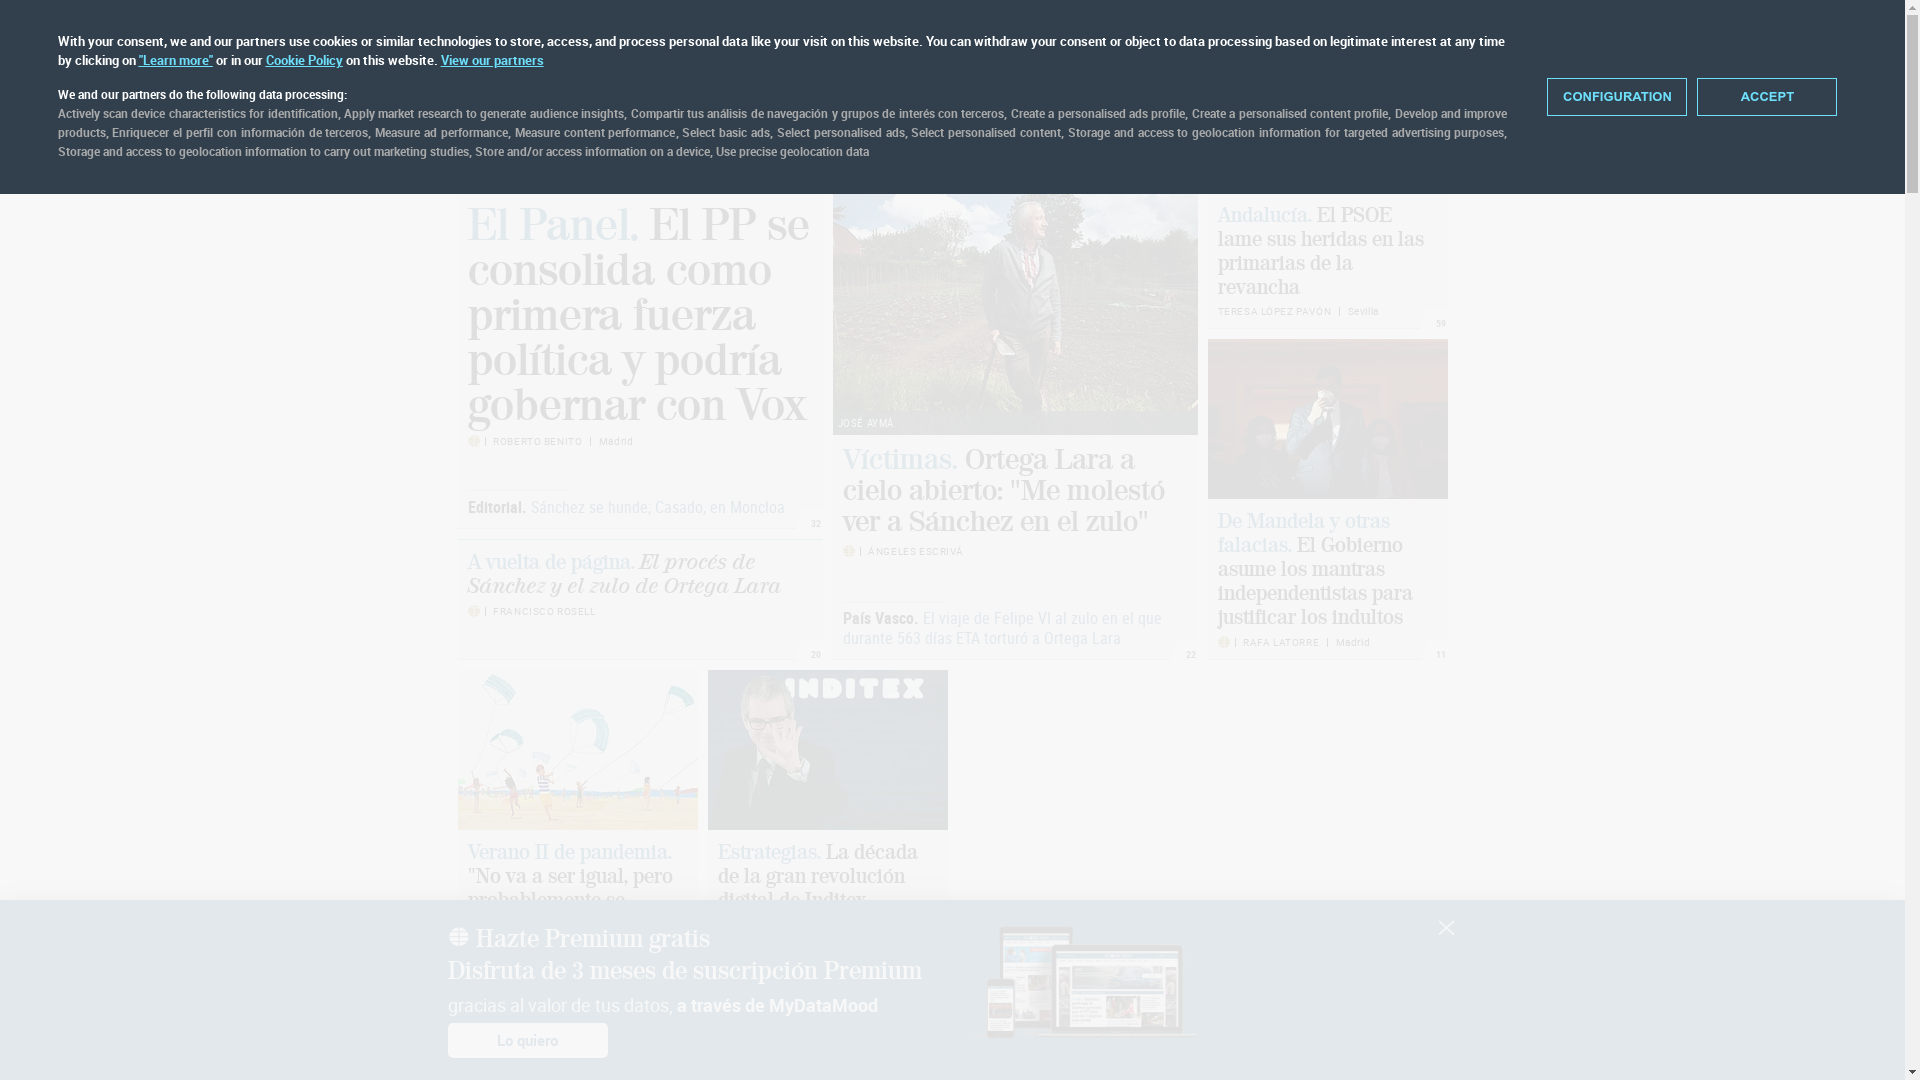 With your consent, we and our partners use cookies or similar technologies to store, access, and process personal data like your visit on this website. You can withdraw your consent or object to data processing based on legitimate interest at any time
by clicking on "Learn more" or in our Cookie Policy on this website. View our partners
We and our partners do the following data processing:
Actively scan device characteristics for identification, Apply market research to generate audience insights, Compartir tus análisis de navegación y grupos de interés con terceros, Create a personalised ads profile, Create a personalised content profile, Develop and improve
products, Enriquecer el perfil con información de terceros, Measure ad performance, Measure content performance, Select basic ads, Select personalised ads, Select personalised content, Storage and access to geolocation information for targeted advertising purposes,
Storage and access to geolocation information to carry out marketing studies, Store and/or access information on a device, Use precise geolocation data
CONFIGURATION
ACCEPT
El Panel. El PP se
consolida como
primera fuerza
política y podría
gobernar con Vox
| ROBERTO BENITO | Madrid
Editorial. Sánchez se hunde; Casado, en Moncloa
32
A vuelta de página. El procés de
Sánchez y el zulo de Ortega Lara
| FRANCISCO ROSELL
20
JOSÉ AYMÁ
Víctimas. Ortega Lara a
cielo abierto: "Me molestó
ver a Sánchez en el zulo"
| ÁNGELES ESCRIVÁ
País Vasco. El viaje de Felipe VI al zulo en el que
durante 563 días ETA torturó a Ortega Lara
22
Andalucía. El PSOE
lame sus heridas en las
primarias de la
revancha
TERESA LÓPEZ PAVÓN | Sevilla
59
De Mandela y otras
falacias. El Gobierno
asume los mantras
independentistas para
justificar los indultos
| RAFA LATORRE | Madrid
11
INDITEX
Verano II de pandemia.
"No va a ser igual, pero
probablemente se
Estrategias. La década
de la gran revolución
digital de Inditex
Hazte Premium gratis
Disfruta de 3 meses de suscripción Premium
gracias al valor de tus datos, a través de MyDataMood
Lo quiero